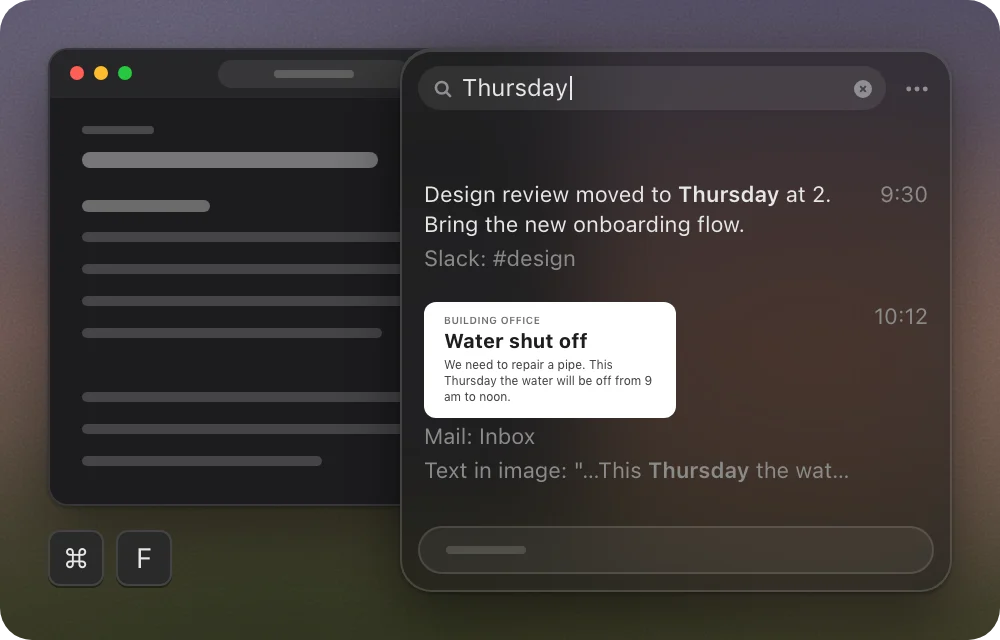 Thursday
Design review moved to Thursday at 2. 9:30
Bring the new onboarding flow.
Slack: #design
10:12
BUILDING OFFICE
Water shut off
We need to repair a pipe. This
Thursday the water will be off from 9
am to noon.
Mail: Inbox
Text in image: "...This Thursday the wat...
⌘ F